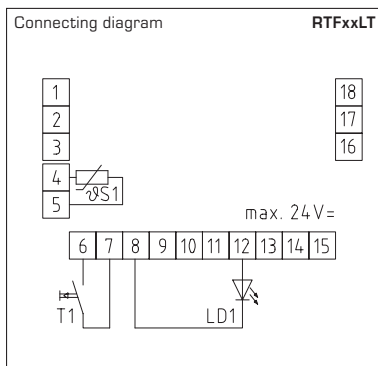 Connecting diagram RTFxxLT
1 18
2 17
3 16
4
5 ϑS1
max. 24V=
6 7 8 9 10 11 12 13 14 15
T1 LD1